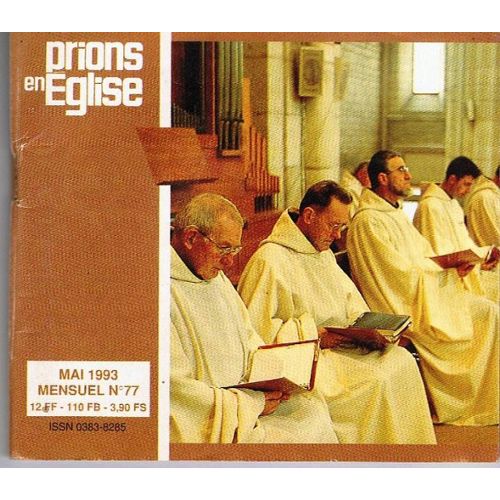 prions
en Eglise
MAI 1993
MENSUEL N°77
12 FF - 110 FB - 3,90 FS
ISSN 0383-8285